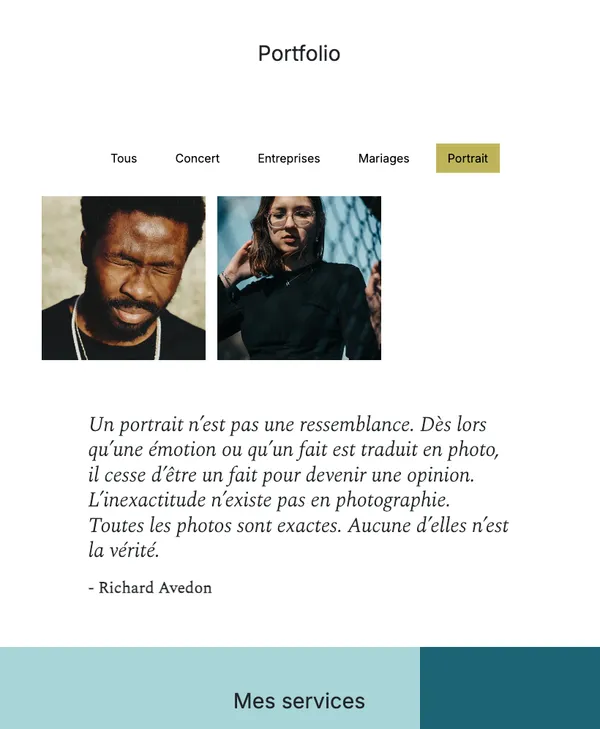 Portfolio
Tous Concert Entreprises Mariages Portrait
Un portrait n’est pas une ressemblance. Dès lors
qu’une émotion ou qu’un fait est traduit en photo,
il cesse d’être un fait pour devenir une opinion.
L’inexactitude n’existe pas en photographie.
Toutes les photos sont exactes. Aucune d’elles n’est
la vérité.
- Richard Avedon
Mes services